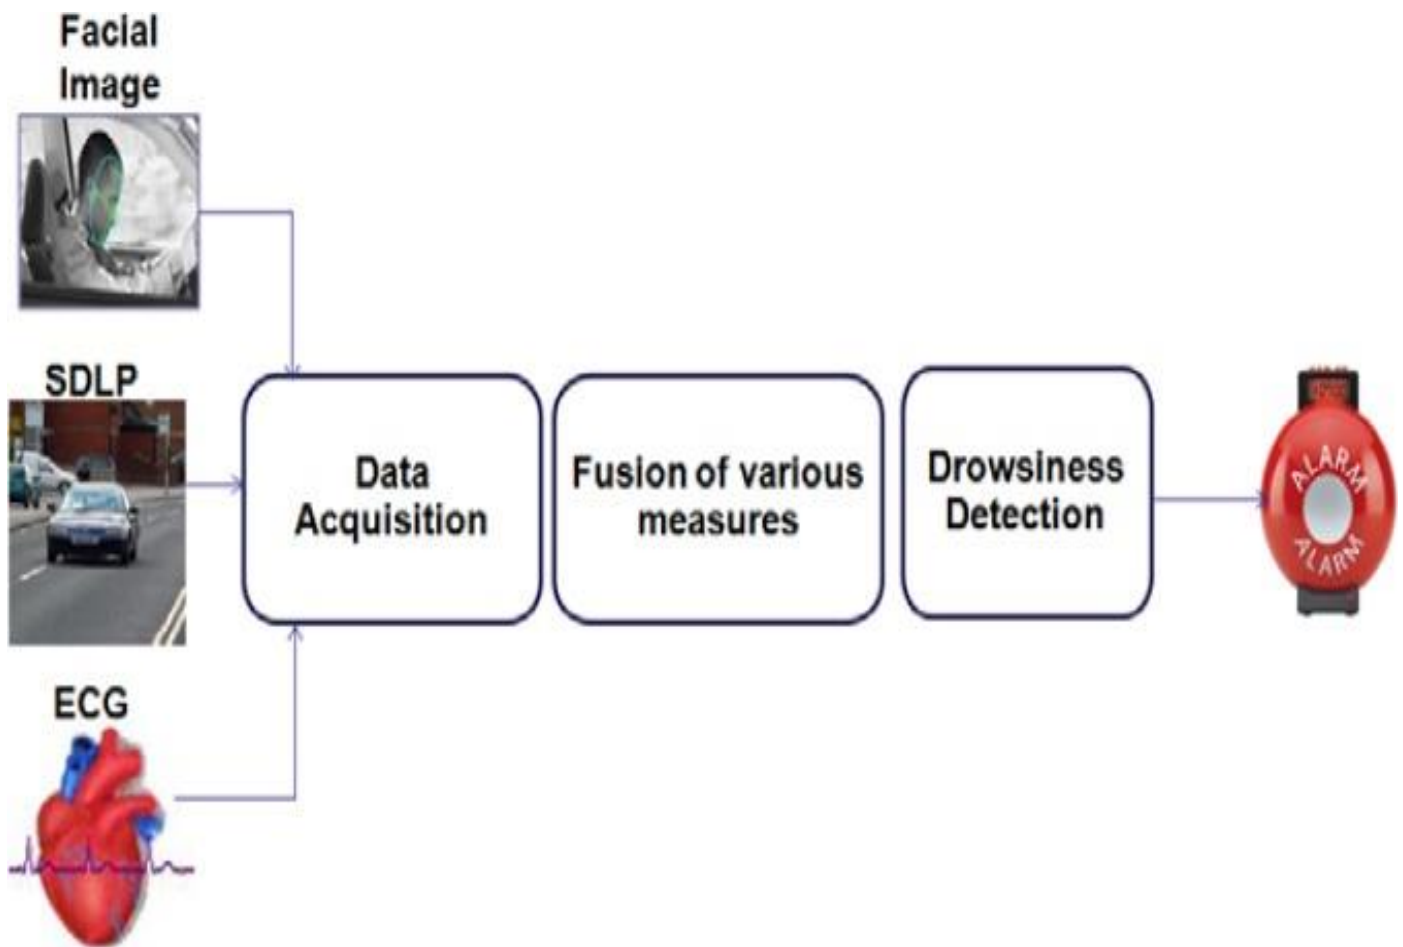 Facial
Image
SDLP
ECG
Data
Acquisition
Fusion of various
measures
Drowsiness
Detection
ALARM
ALARM